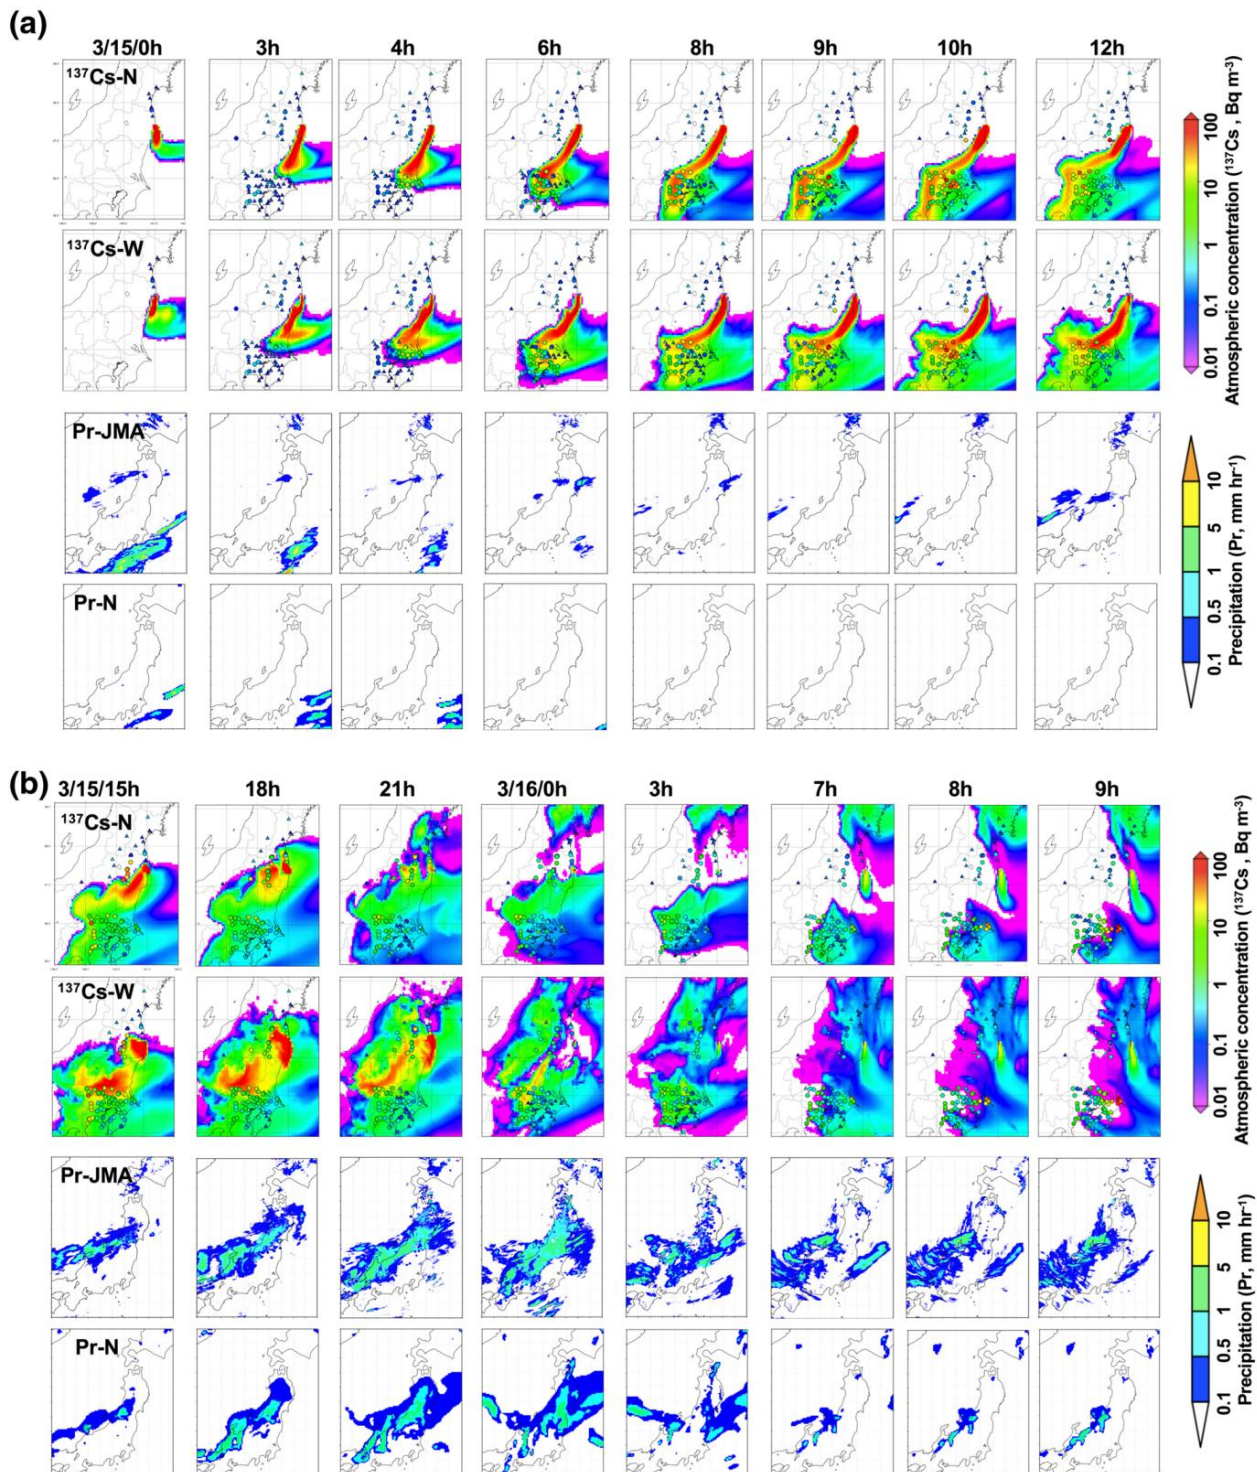 (a)
3/15/0h 3h 4h 6h 8h 9h 10h 12h
¹³⁷Cs-N
¹³⁷Cs-W
Atmospheric concentration (¹³⁷Cs , Bq m⁻³)
100
10
1
0.1
0.01
Pr-JMA
Pr-N
Precipitation (Pr, mm hr⁻¹)
10
5
1
0.5
0.1
(b)
3/15/15h 18h 21h 3/16/0h 3h 7h 8h 9h
¹³⁷Cs-N
¹³⁷Cs-W
Atmospheric concentration (¹³⁷Cs , Bq m⁻³)
100
10
1
0.1
0.01
Pr-JMA
Pr-N
Precipitation (Pr, mm hr⁻¹)
10
5
1
0.5
0.1